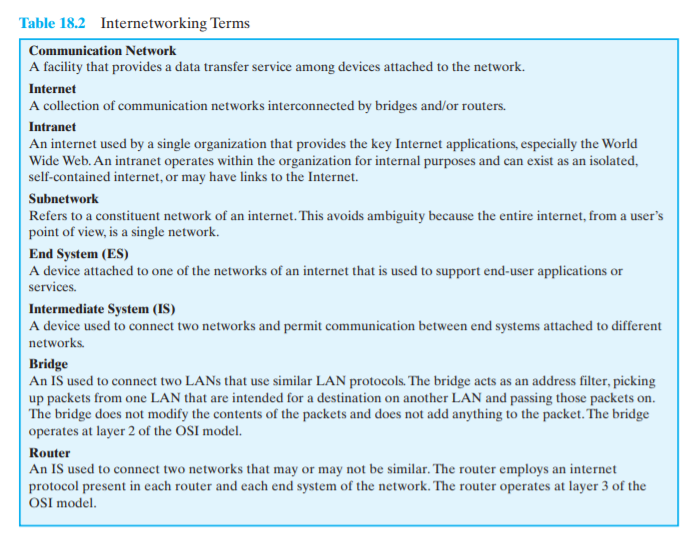 Table 18.2 Internetworking Terms
Communication Network
A facility that provides a data transfer service among devices attached to the network.
Internet
A collection of communication networks interconnected by bridges and/or routers.
Intranet
An internet used by a single organization that provides the key Internet applications, especially the World
Wide Web. An intranet operates within the organization for internal purposes and can exist as an isolated,
self-contained internet, or may have links to the Internet.
Subnetwork
Refers to a constituent network of an internet. This avoids ambiguity because the entire internet, from a user's
point of view, is a single network.
End System (ES)
A device attached to one of the networks of an internet that is used to support end-user applications or
services.
Intermediate System (IS)
A device used to connect two networks and permit communication between end systems attached to different
networks.
Bridge
An IS used to connect two LANs that use similar LAN protocols. The bridge acts as an address filter, picking
up packets from one LAN that are intended for a destination on another LAN and passing those packets on.
The bridge does not modify the contents of the packets and does not add anything to the packet. The bridge
operates at layer 2 of the OSI model.
Router
An IS used to connect two networks that may or may not be similar. The router employs an internet
protocol present in each router and each end system of the network. The router operates at layer 3 of the
OSI model.